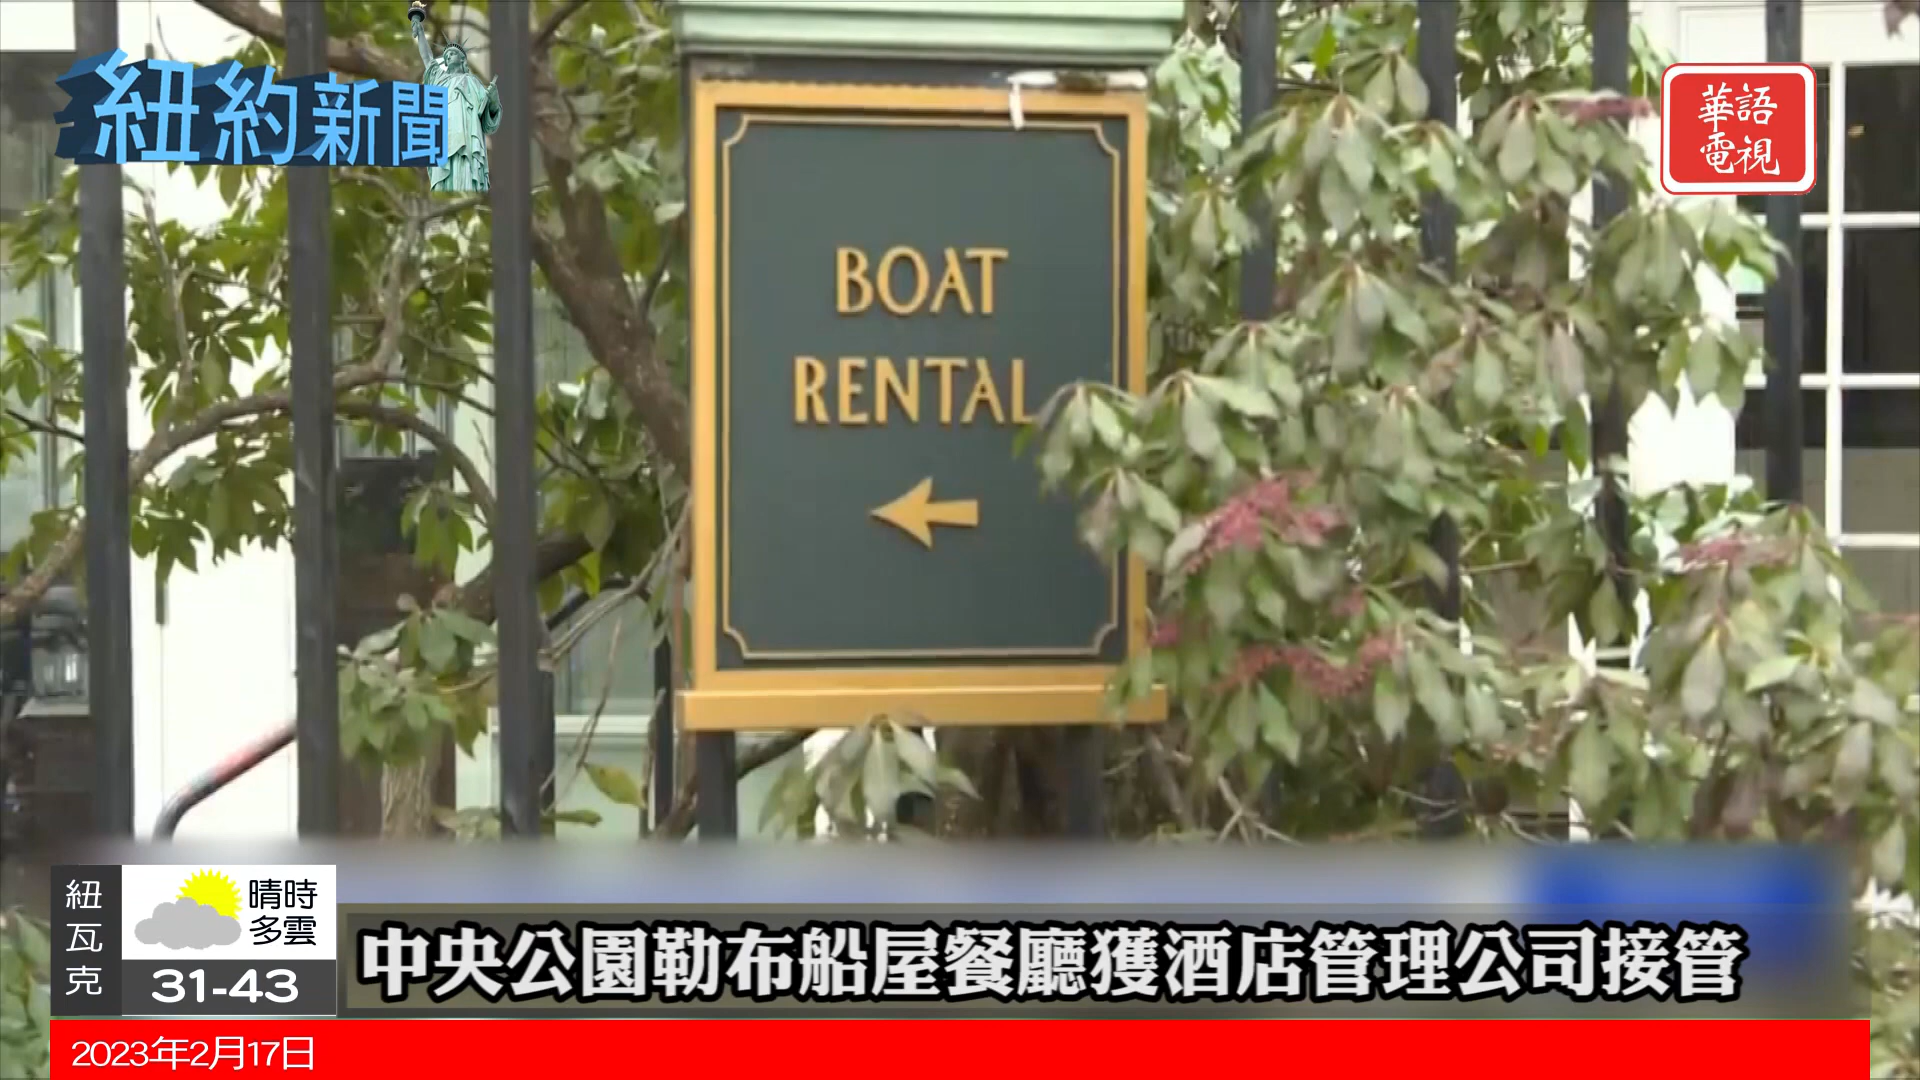 紐約新聞
華語
電視
BOAT
RENTAL
紐瓦克
晴時
多雲
31-43
中央公園勒布船屋餐廳獲酒店管理公司接管
2023年2月17日